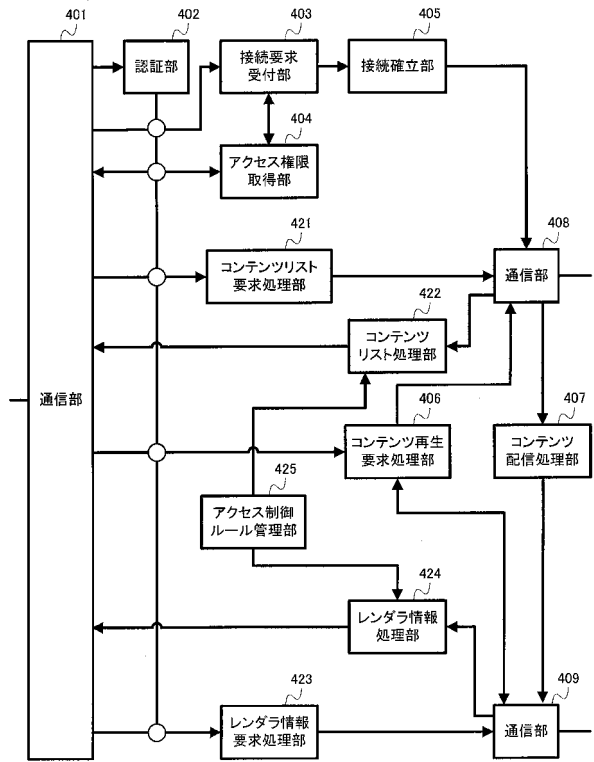 401
402
403
405
認証部
接続要求
受付部
接続確立部
404
アクセス権限
取得部
421
408
コンテンツリスト
要求処理部
通信部
422
コンテンツ
リスト処理部
通信部
406
407
コンテンツ再生
要求処理部
コンテンツ
配信処理部
425
アクセス制御
ルール管理部
424
レンダラ情報
処理部
423
409
レンダラ情報
要求処理部
通信部